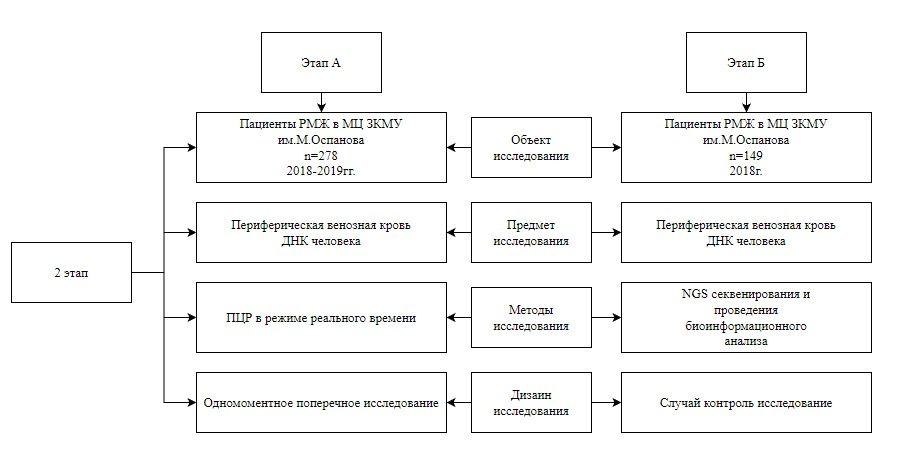 Этап А
Этап Б
Пациенты РМЖ в МЦ ЗКМУ
им.М.Оспанова
n=278
2018-2019гг.
Объект
исследования
Пациенты РМЖ в МЦ ЗКМУ
им.М.Оспанова
n=149
2018г.
Периферическая венозная кровь
ДНК человека
Предмет
исследования
Периферическая венозная кровь
ДНК человека
2 этап
ПЦР в режиме реального времени
Методы
исследования
NGS секвенирования и
проведения
биоинформационного
анализа
Одномоментное поперечное исследование
Дизаин
исследования
Случай контроль исследование